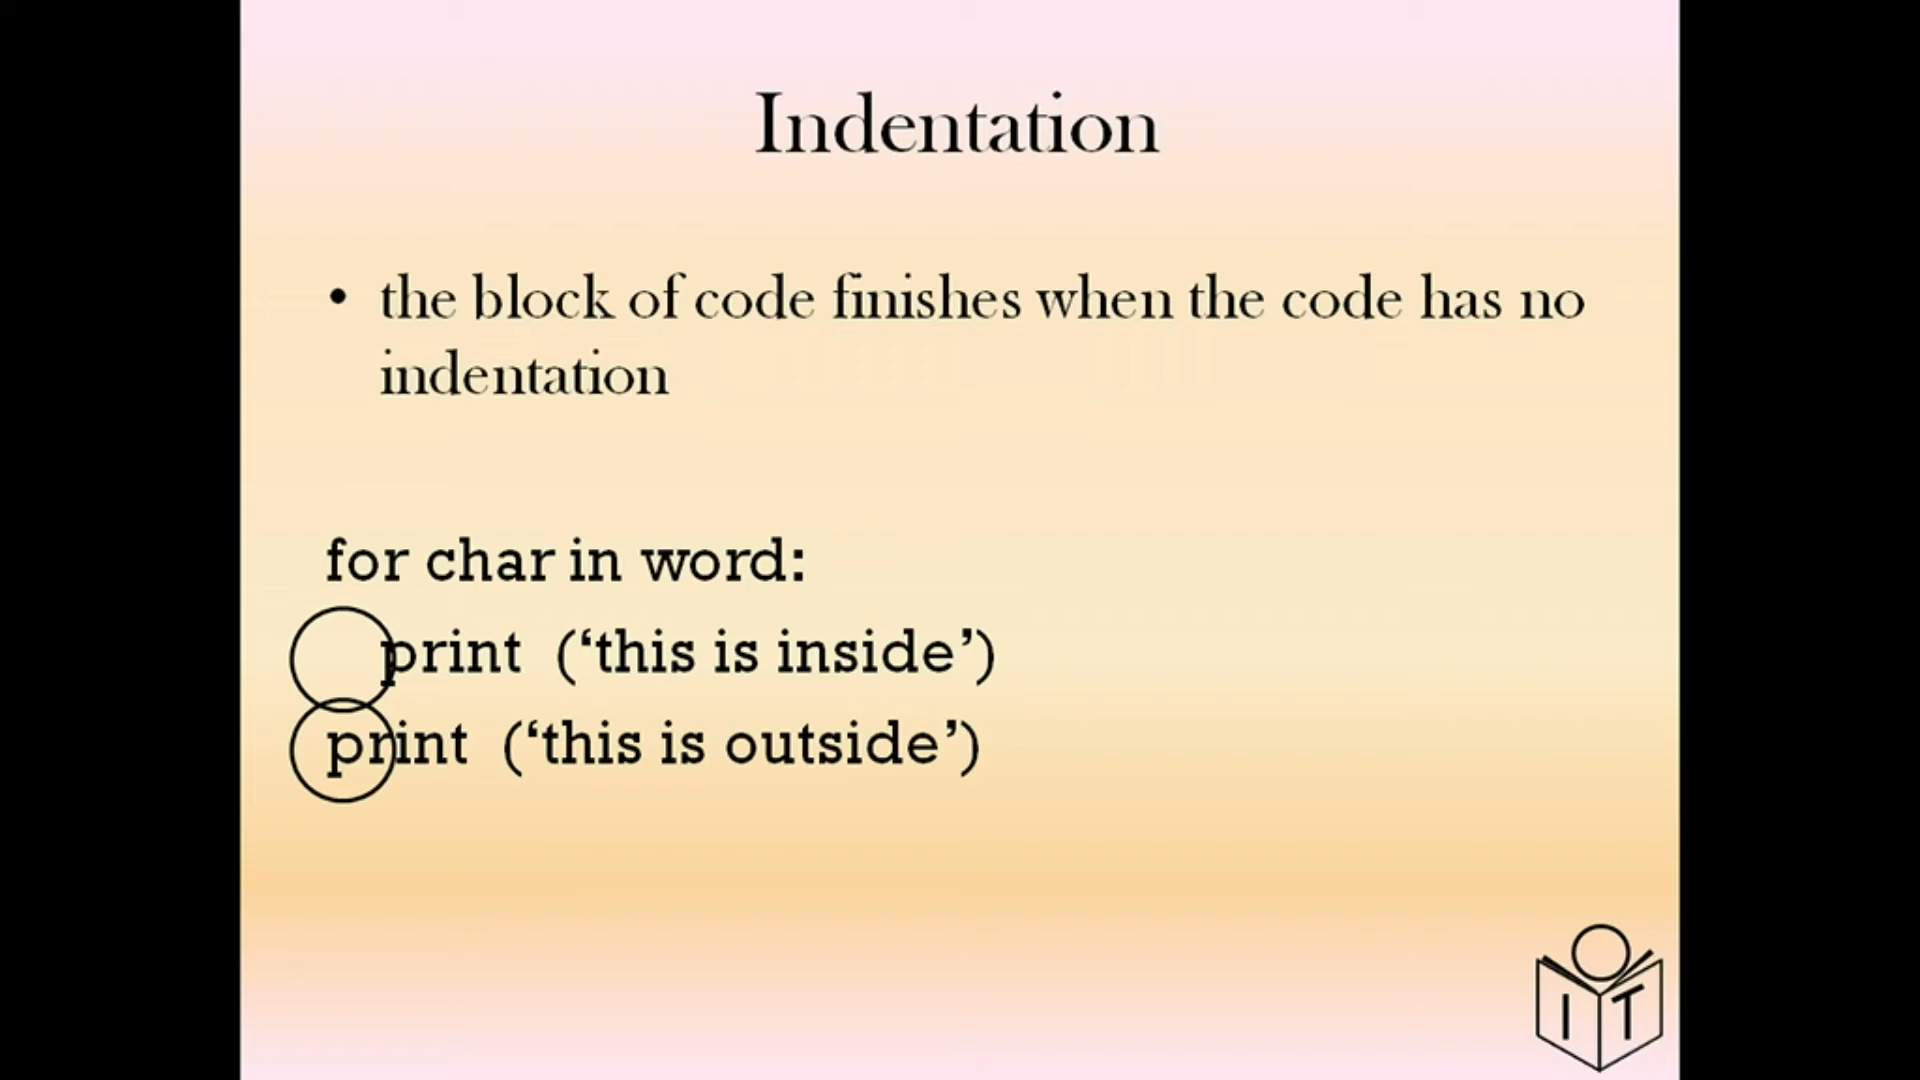 Indentation
• the block of code finishes when the code has no
indentation
for char in word:
print (‘this is inside’)
print (‘this is outside’)
I T